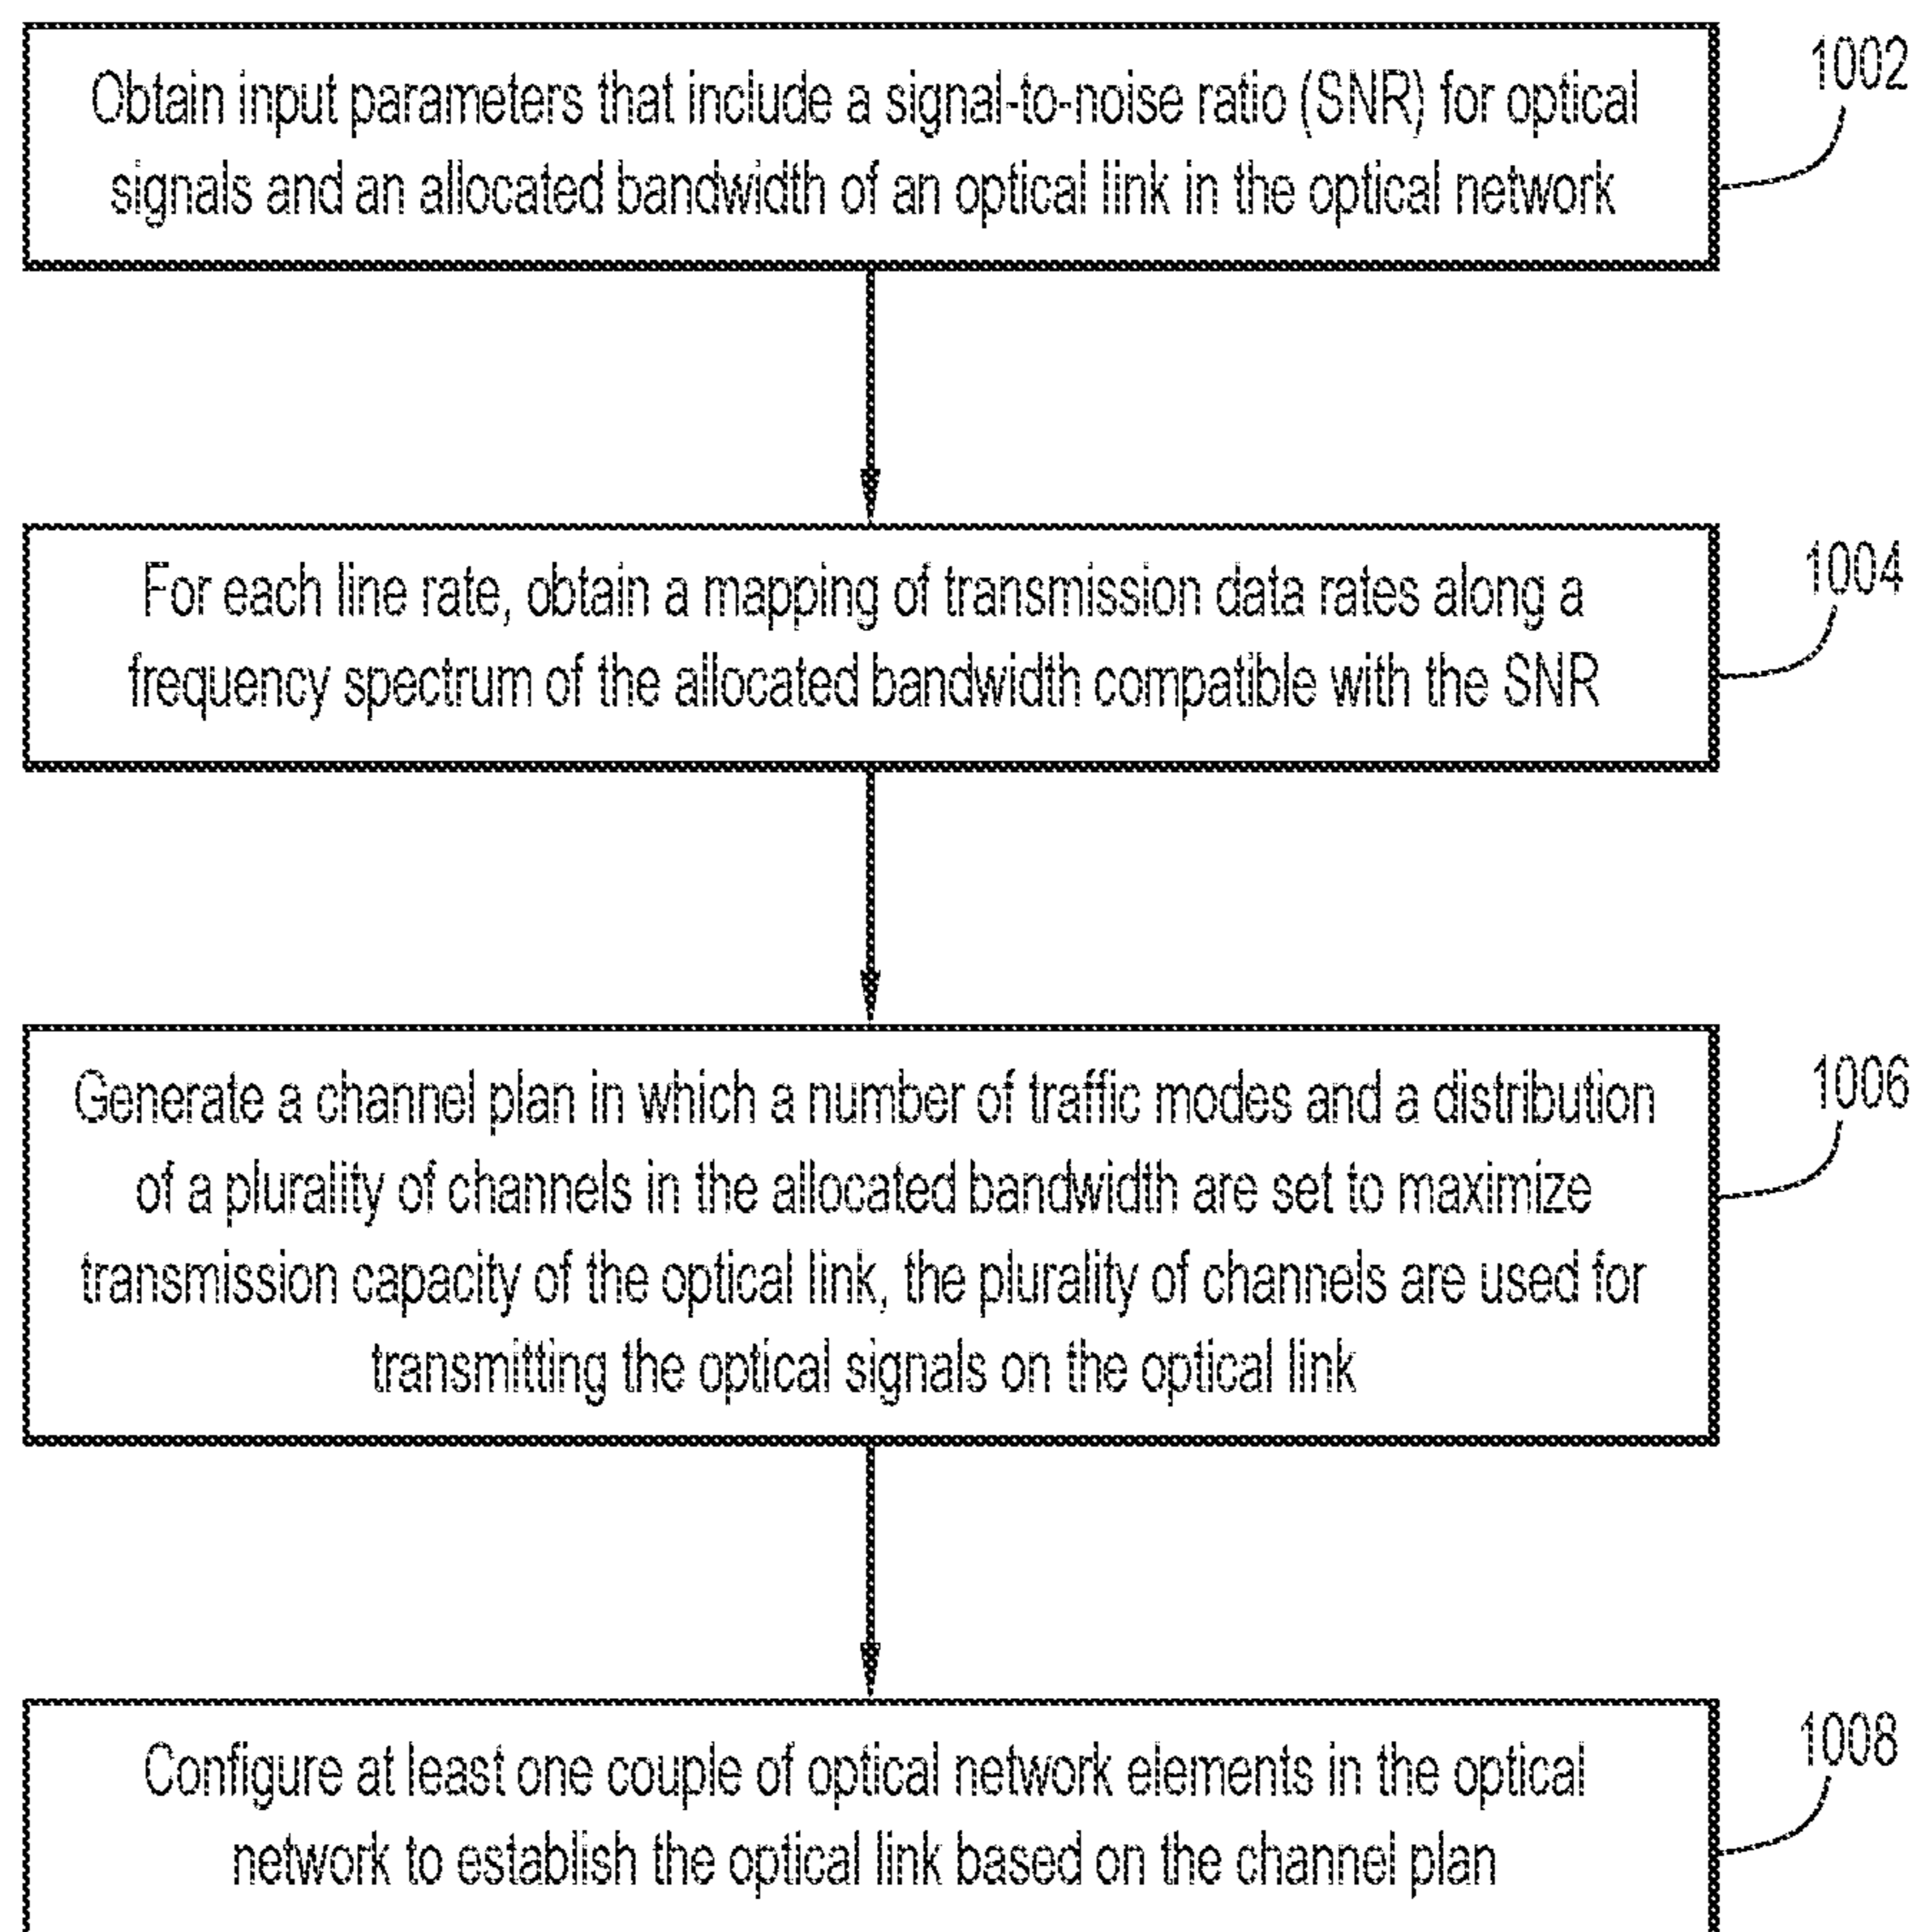 Obtain input parameters that include a signal-to-noise ratio (SNR) for optical
signals and an allocated bandwidth of an optical link in the optical network
1002
For each line rate, obtain a mapping of transmission data rates along a
frequency spectrum of the allocated bandwidth compatible with the SNR
1004
Generate a channel plan in which a number of traffic modes and a distribution
of a plurality of channels in the allocated bandwidth are set to maximize
transmission capacity of the optical link, the plurality of channels are used for
transmitting the optical signals on the optical link
1006
Configure at least one couple of optical network elements in the optical
network to establish the optical link based on the channel plan
1008